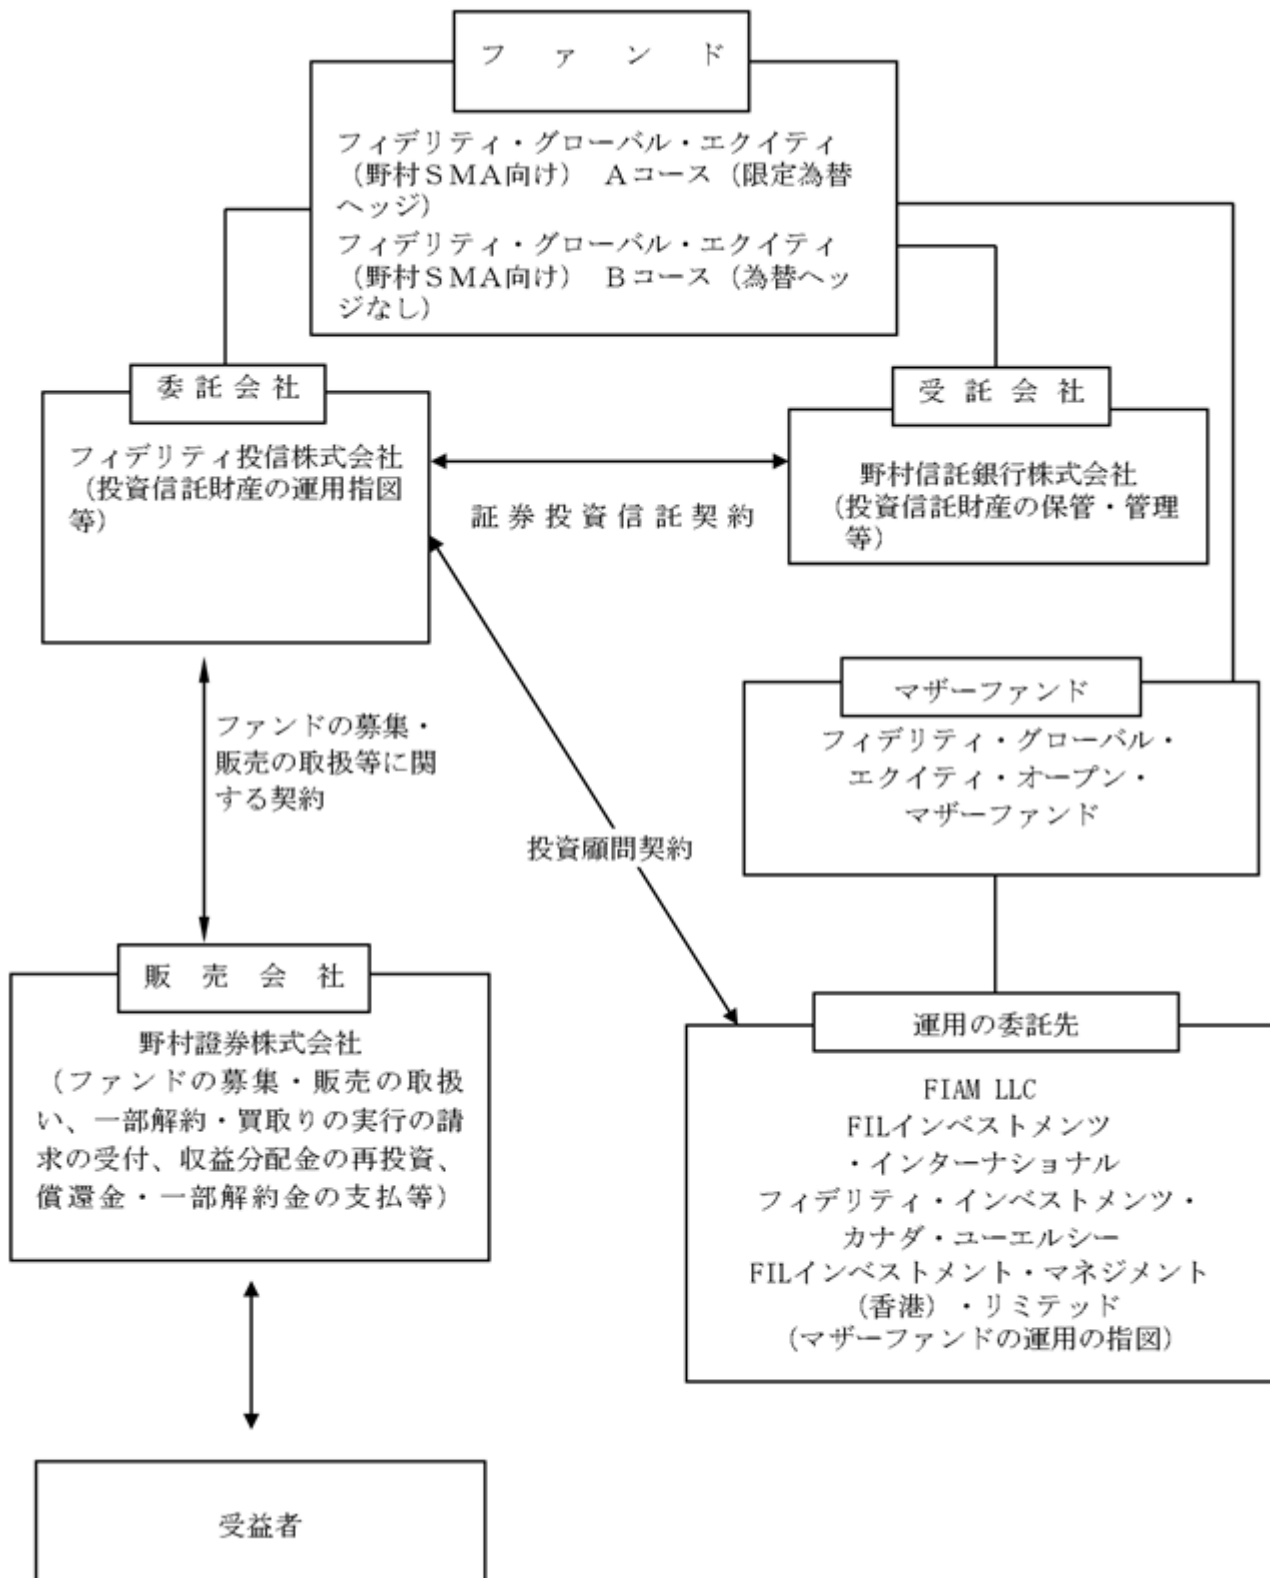 ファンド
フィデリティ・グローバル・エクイティ
（野村ＳＭＡ向け）　Ａコース（限定為替
ヘッジ）
フィデリティ・グローバル・エクイティ
（野村ＳＭＡ向け）　Ｂコース（為替ヘッ
ジなし）
委託会社
フィデリティ投信株式会社
（投資信託財産の運用指図
等）
証券投資信託契約
受託会社
野村信託銀行株式会社
（投資信託財産の保管・管理
等）
ファンドの募集・
販売の取扱等に関
する契約
投資顧問契約
マザーファンド
フィデリティ・グローバル・
エクイティ・オープン・
マザーファンド
販売会社
野村證券株式会社
（ファンドの募集・販売の取扱
い、一部解約・買取りの実行の請
求の受付、収益分配金の再投資、
償還金・一部解約金の支払等）
運用の委託先
FIAM LLC
FILインベストメンツ
・インターナショナル
フィデリティ・インベストメンツ・
カナダ・ユーエルシー
FILインベストメント・マネジメント
（香港）・リミテッド
（マザーファンドの運用の指図）
受益者